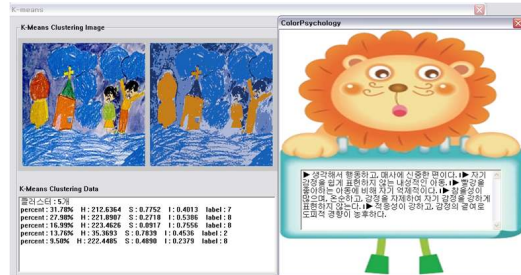 K-means
K-Means Clustering Image
K-Means Clustering Data
클러스터 : 5개
percent : 31.78% H : 212.6364 S : 0.7752 I : 0.4013 label : 8
percent : 27.98% H : 221.8907 S : 0.2718 I : 0.5386 label : 8
percent : 16.99% H : 223.4626 S : 0.0917 I : 0.7556 label : 8
percent : 13.76% H : 35.3693 S : 0.7839 I : 0.4536 label : 2
percent : 9.50% H : 222.4485 S : 0.4890 I : 0.2379 label : 8
ColorPsychology
▶ 생각해서 행동하고, 매사에 신중한 면이다. ▶ 자기
감정을 쉽게 표현하지 않는 내성적인 아동. ▶ 빨강을
좋아하는 아동에 비해 자기 억제적이다. ▶ 참을성이
많으며, 온순하고, 감정을 자제하여 자기 감정을 강하게
표현하지 않는다. ▶ 적응성이 강하고, 감정의 결여로
도피적 경향이 농후하다.